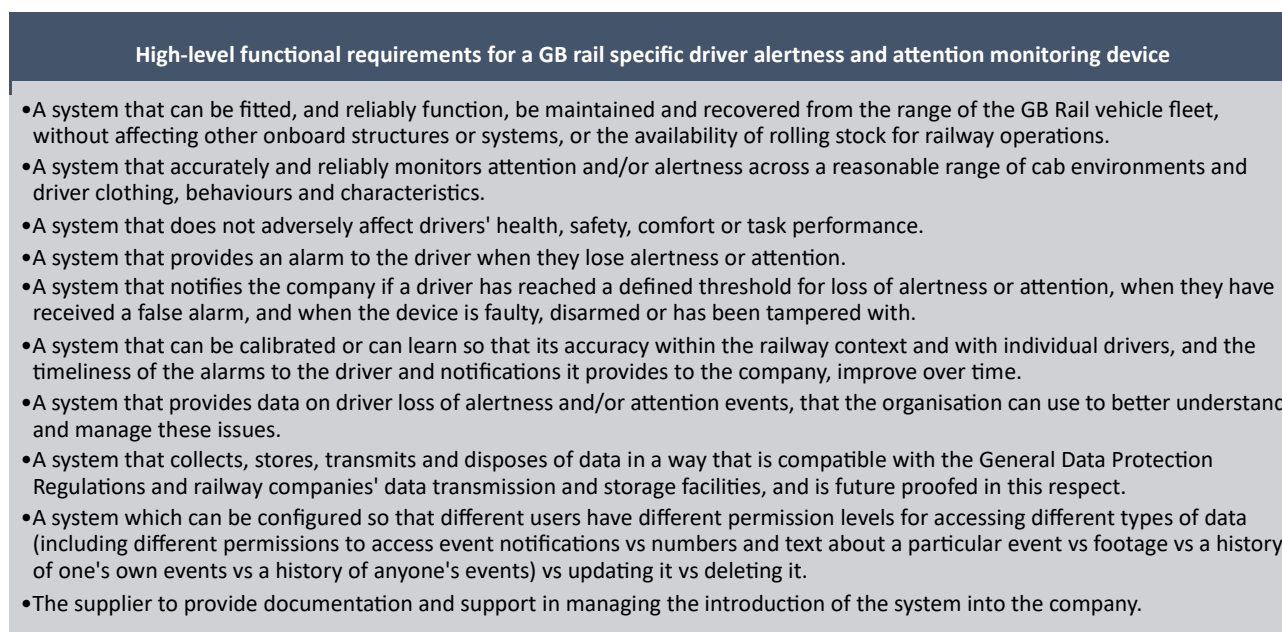 High-level functional requirements for a GB rail specific driver alertness and attention monitoring device
•A system that can be fitted, and reliably function, be maintained and recovered from the range of the GB Rail vehicle fleet,
without affecting other onboard structures or systems, or the availability of rolling stock for railway operations.
•A system that accurately and reliably monitors attention and/or alertness across a reasonable range of cab environments and
driver clothing, behaviours and characteristics.
•A system that does not adversely affect drivers' health, safety, comfort or task performance.
•A system that provides an alarm to the driver when they lose alertness or attention.
•A system that notifies the company if a driver has reached a defined threshold for loss of alertness or attention, when they have
received a false alarm, and when the device is faulty, disarmed or has been tampered with.
•A system that can be calibrated or can learn so that its accuracy within the railway context and with individual drivers, and the
timeliness of the alarms to the driver and notifications it provides to the company, improve over time.
•A system that provides data on driver loss of alertness and/or attention events, that the organisation can use to better understand
and manage these issues.
•A system that collects, stores, transmits and disposes of data in a way that is compatible with the General Data Protection
Regulations and railway companies' data transmission and storage facilities, and is future proofed in this respect.
•A system which can be configured so that different users have different permission levels for accessing different types of data
(including different permissions to access event notifications vs numbers and text about a particular event vs footage vs a history
of one's own events vs a history of anyone's events) vs updating it vs deleting it.
•The supplier to provide documentation and support in managing the introduction of the system into the company.